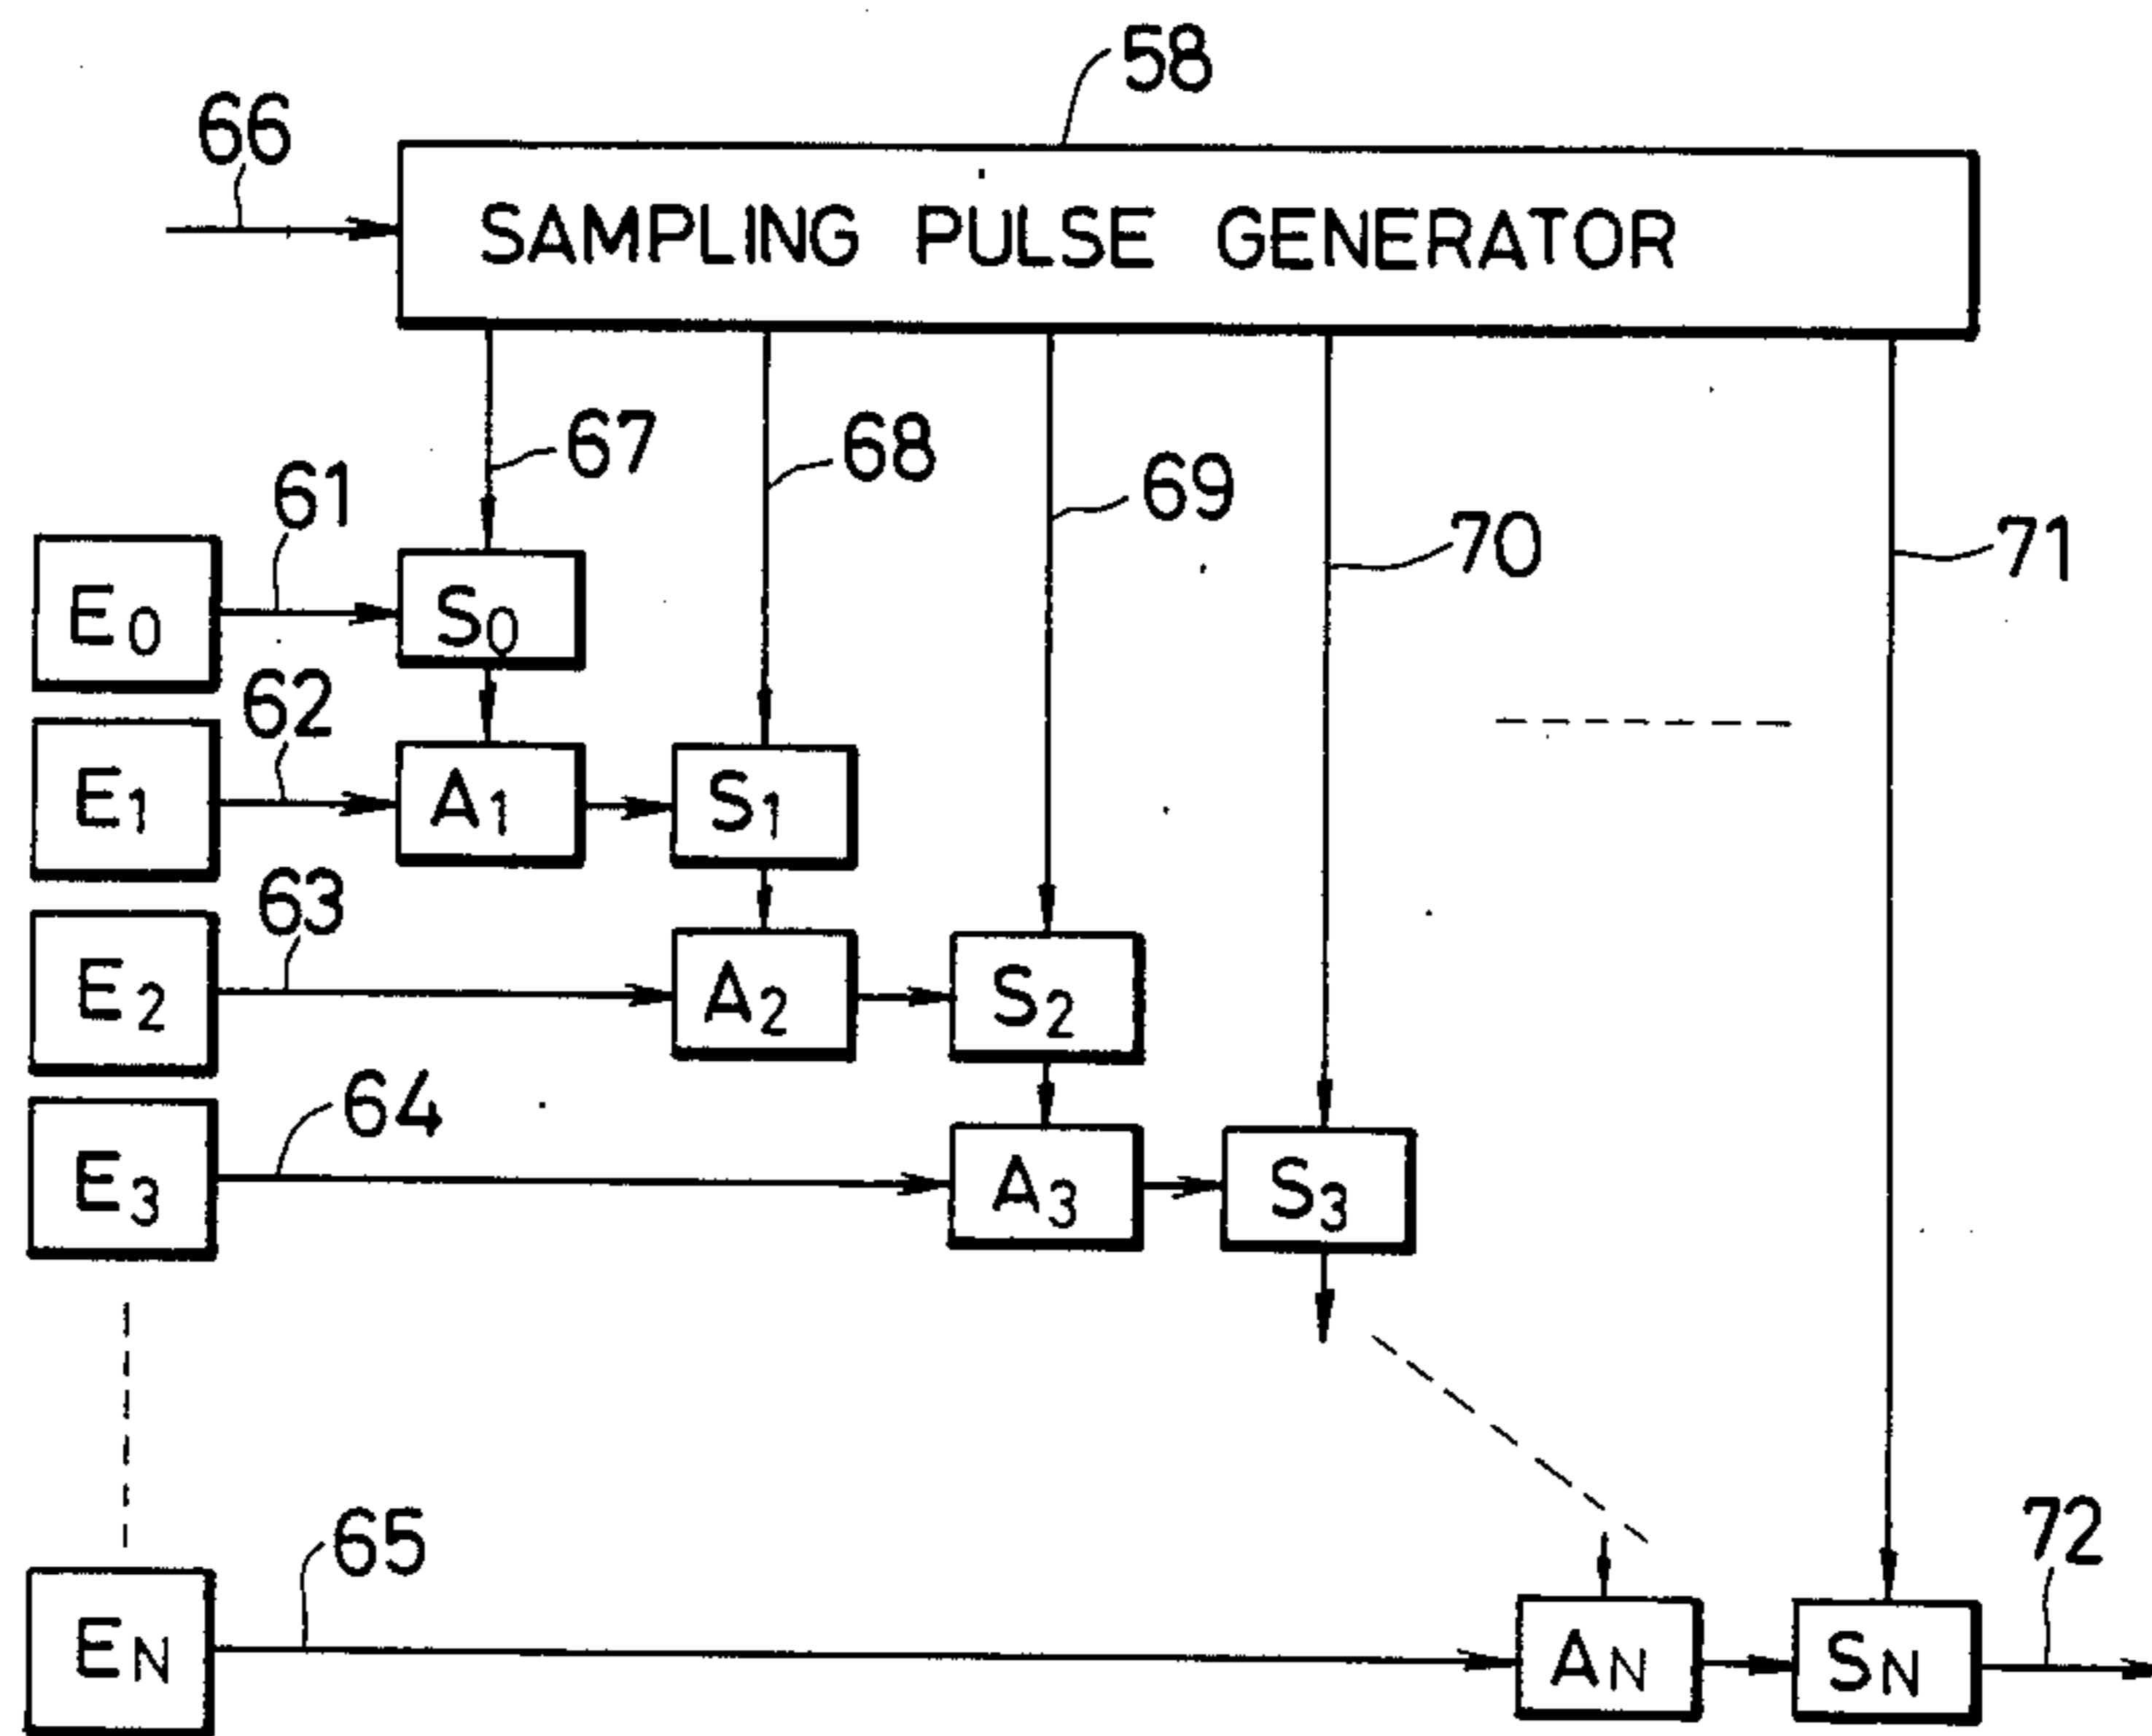 58
66
SAMPLING PULSE GENERATOR
67
68
61
69
70
71
E0
S0
62
E1
A1
S1
63
E2
A2
S2
64
E3
A3
S3
65
72
EN
AN
SN